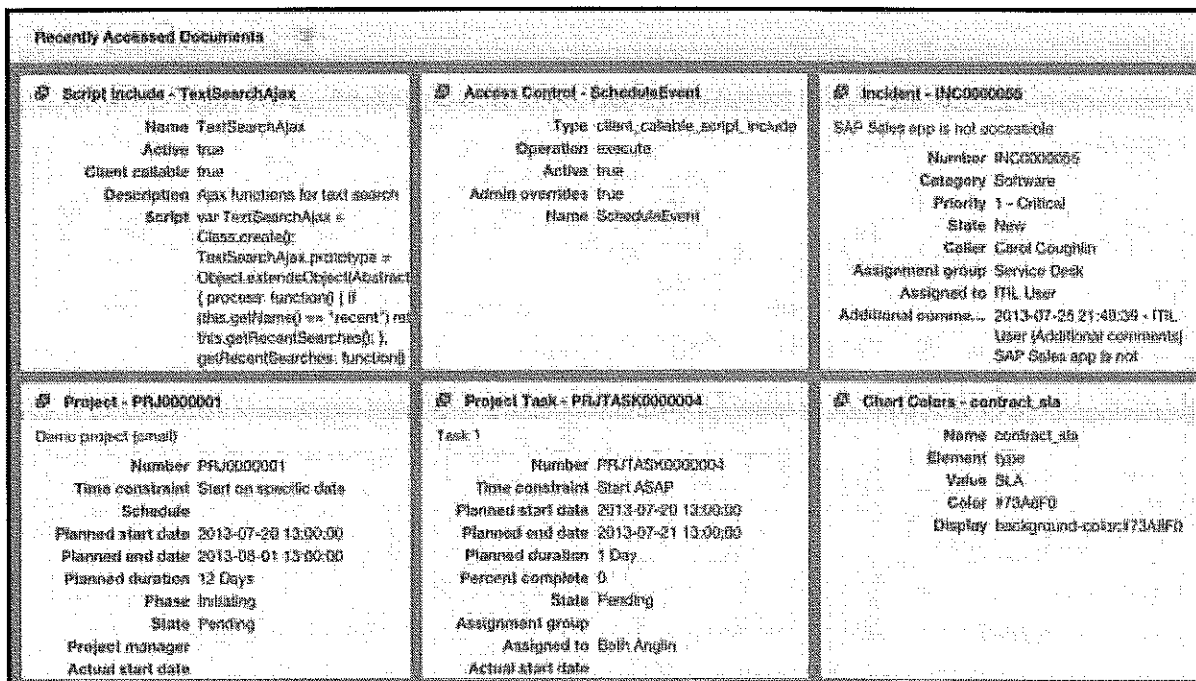 Recently Accessed Documents
Script Include - TextSearchAjax
Name TextSearchAjax
Active true
Client callable true
Description Ajax functions for text search
Script var TextSearchAjax =
Class.create();
TextSearchAjax.prototype =
Object.extendsObject(Abstract
{ process: function() { if
(this.getName() == "recent") ret
this.getRecentSearches(); },
getRecentSearches: function()
Access Control - ScheduleEvent
Type client_callable_script_include
Operation execute
Active true
Admin overrides true
Name ScheduleEvent
Incident - INC0000055
SAP Sales app is not accessible
Number INC0000055
Category Software
Priority 1 - Critical
State New
Caller Carol Coughlin
Assignment group Service Desk
Assigned to ITIL User
Additional comme... 2013-07-25 21:48:39 - ITIL
User (Additional comments)
SAP Sales app is not
Project - PRJ0000001
Demo project (small)
Number PRJ0000001
Time constraint Start on specific date
Schedule
Planned start date 2013-07-20 13:00:00
Planned end date 2013-08-01 13:00:00
Planned duration 12 Days
Phase Initiating
State Pending
Project manager
Actual start date
Project Task - PRJTASK0000004
Task 1
Number PRJTASK0000004
Time constraint Start ASAP
Planned start date 2013-07-20 13:00:00
Planned end date 2013-07-21 13:00:00
Planned duration 1 Day
Percent complete 0
State Pending
Assignment group
Assigned to Beth Anglin
Actual start date
Chart Colors - contract_sla
Name contract_sla
Element type
Value SLA
Color #73A8F0
Display background-color:#73A8F0